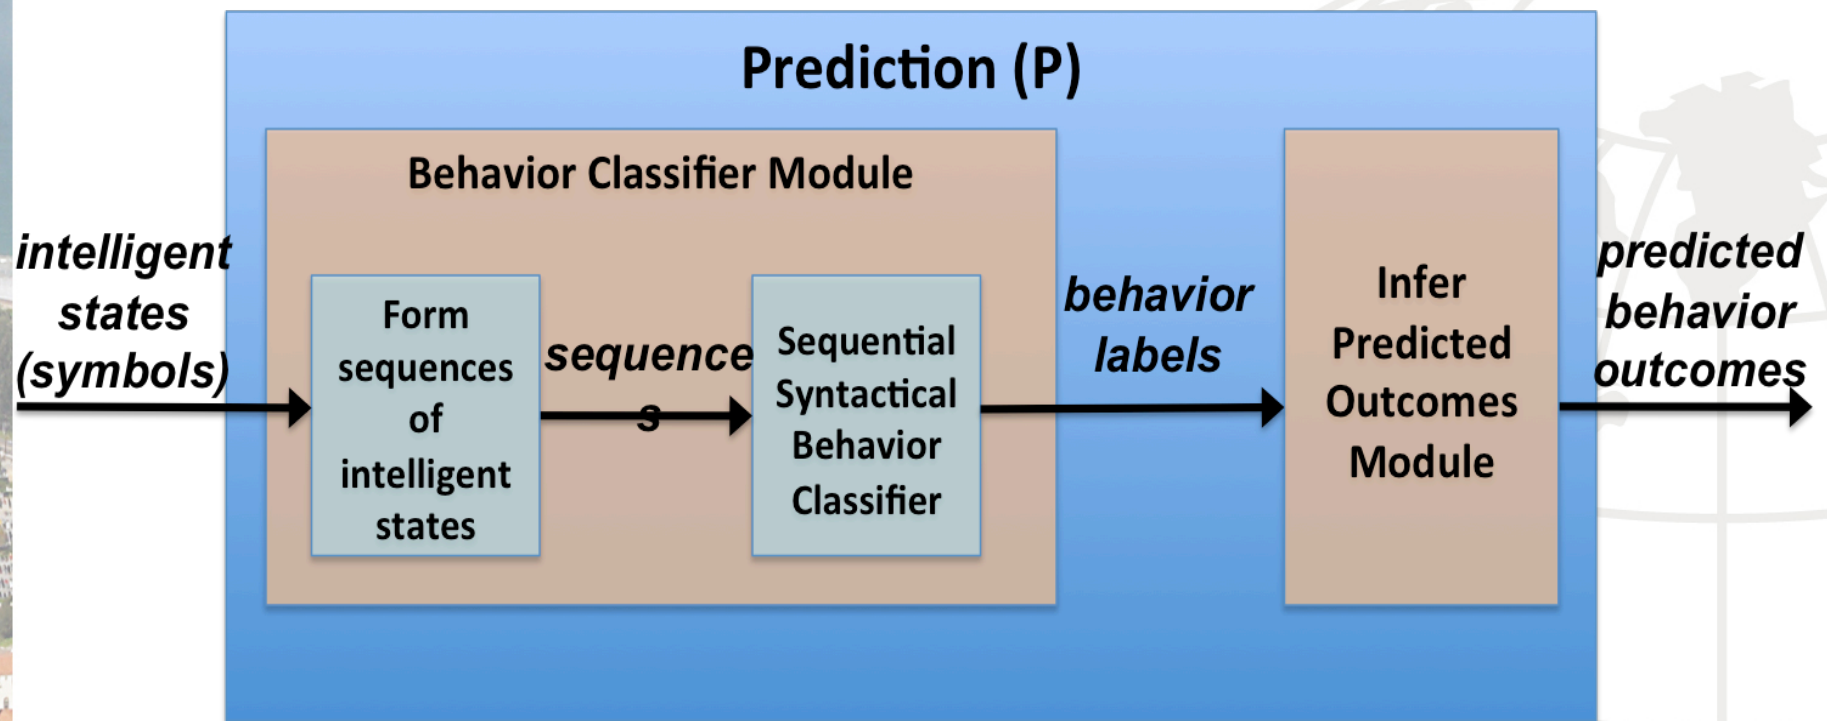 Prediction (P)
Behavior Classifier Module
intelligent
states
(symbols)
Form
sequences
of
intelligent
states
sequence
s
Sequential
Syntactical
Behavior
Classifier
behavior
labels
Infer
Predicted
Outcomes
Module
predicted
behavior
outcomes